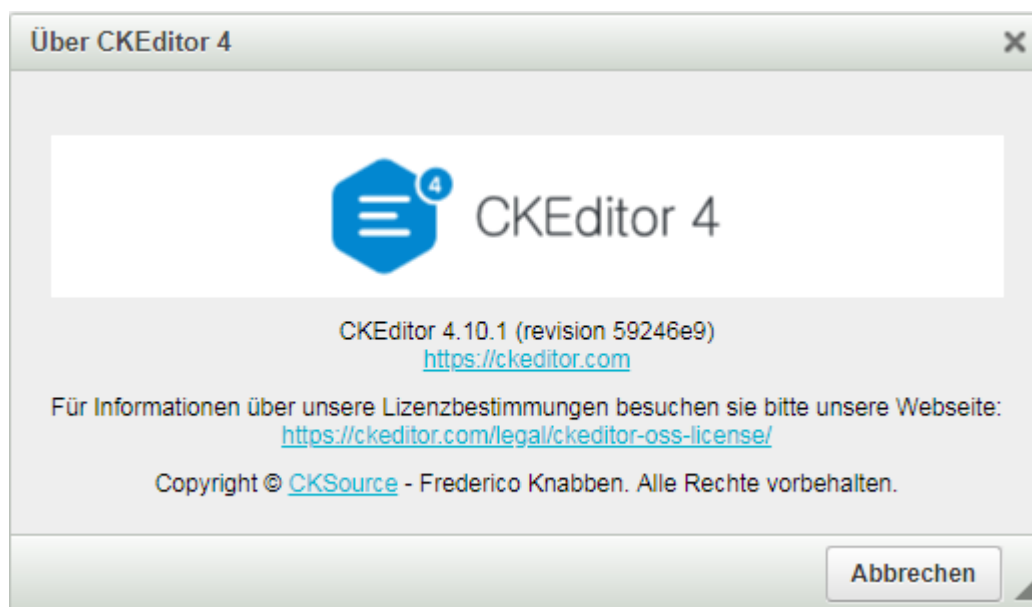 Über CKEditor 4
4
CKEditor 4
CKEditor 4.10.1 (revision 59246e9)
https://ckeditor.com
Für Informationen über unsere Lizenzbestimmungen besuchen sie bitte unsere Webseite:
https://ckeditor.com/legal/ckeditor-oss-license/
Copyright © CKSource - Frederico Knabben. Alle Rechte vorbehalten.
Abbrechen